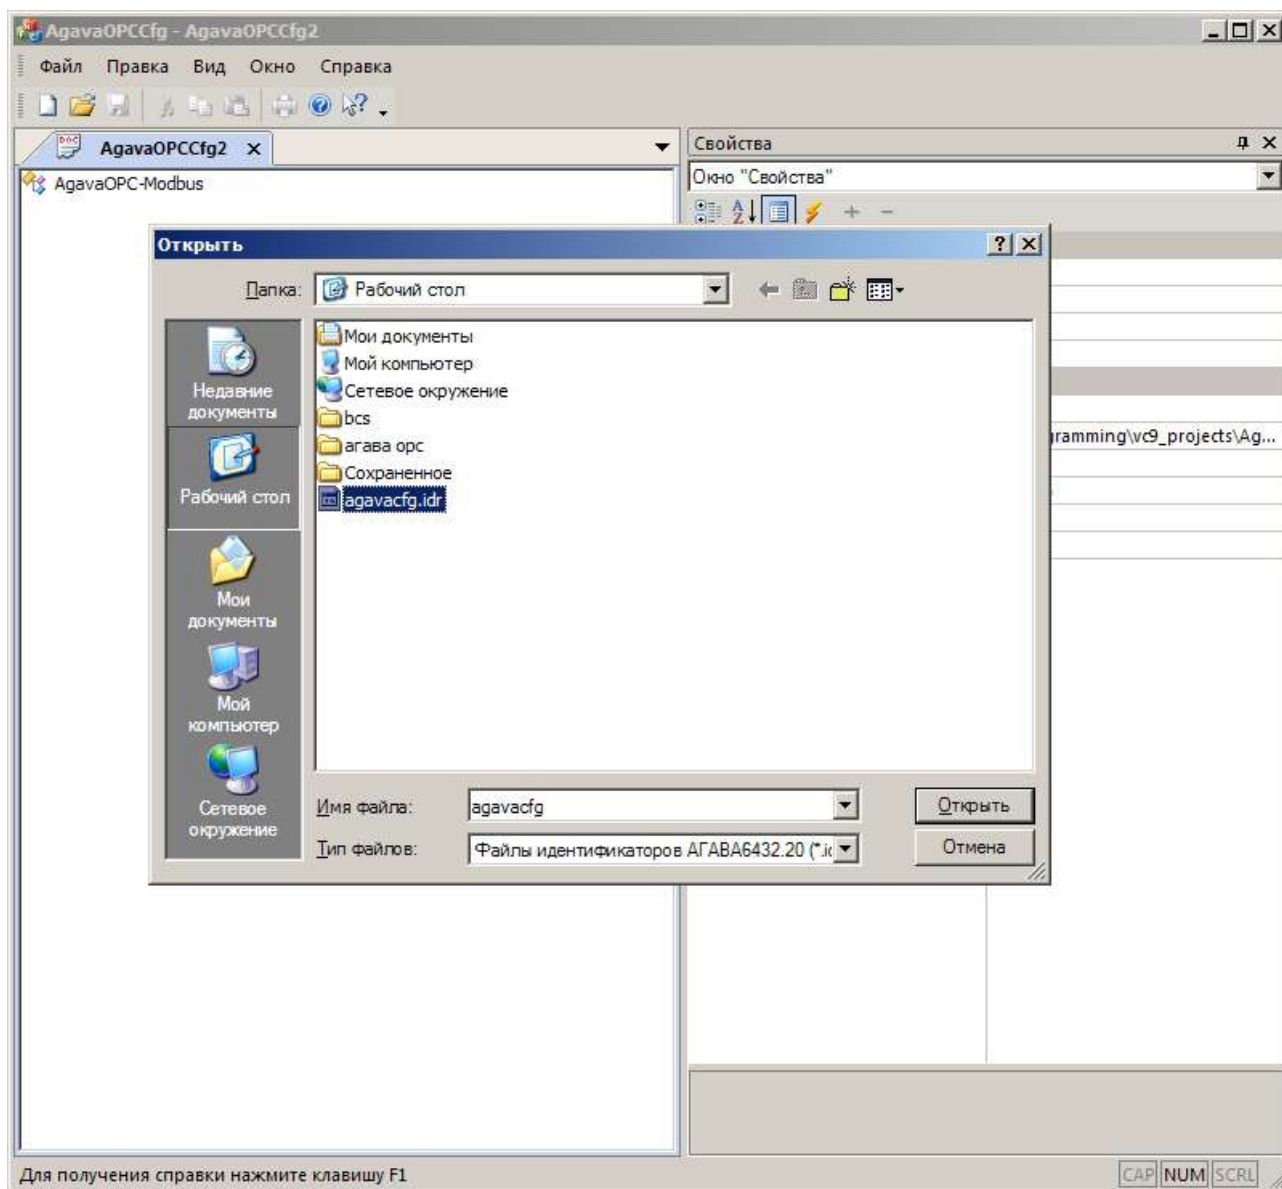 AgavaOPCCfg - AgavaOPCCfg2
Файл Правка Вид Окно Справка
AgavaOPCCfg2
Свойства
AgavaOPC-Modbus
Окно "Свойства"
Открыть
Папка: Рабочий стол
Недавние документы
Рабочий стол
Мои документы
Мой компьютер
Сетевое окружение
Мои документы
Мой компьютер
Сетевое окружение
bcs
агава opc
Сохраненное
agavacfg.idr
ramming\vc9_projects\Ag...
Имя файла: agavacfg
Открыть
Тип файлов: Файлы идентификаторов АГАВА6432.20 (*.ic
Отмена
Для получения справки нажмите клавишу F1
CAP NUM SCRL